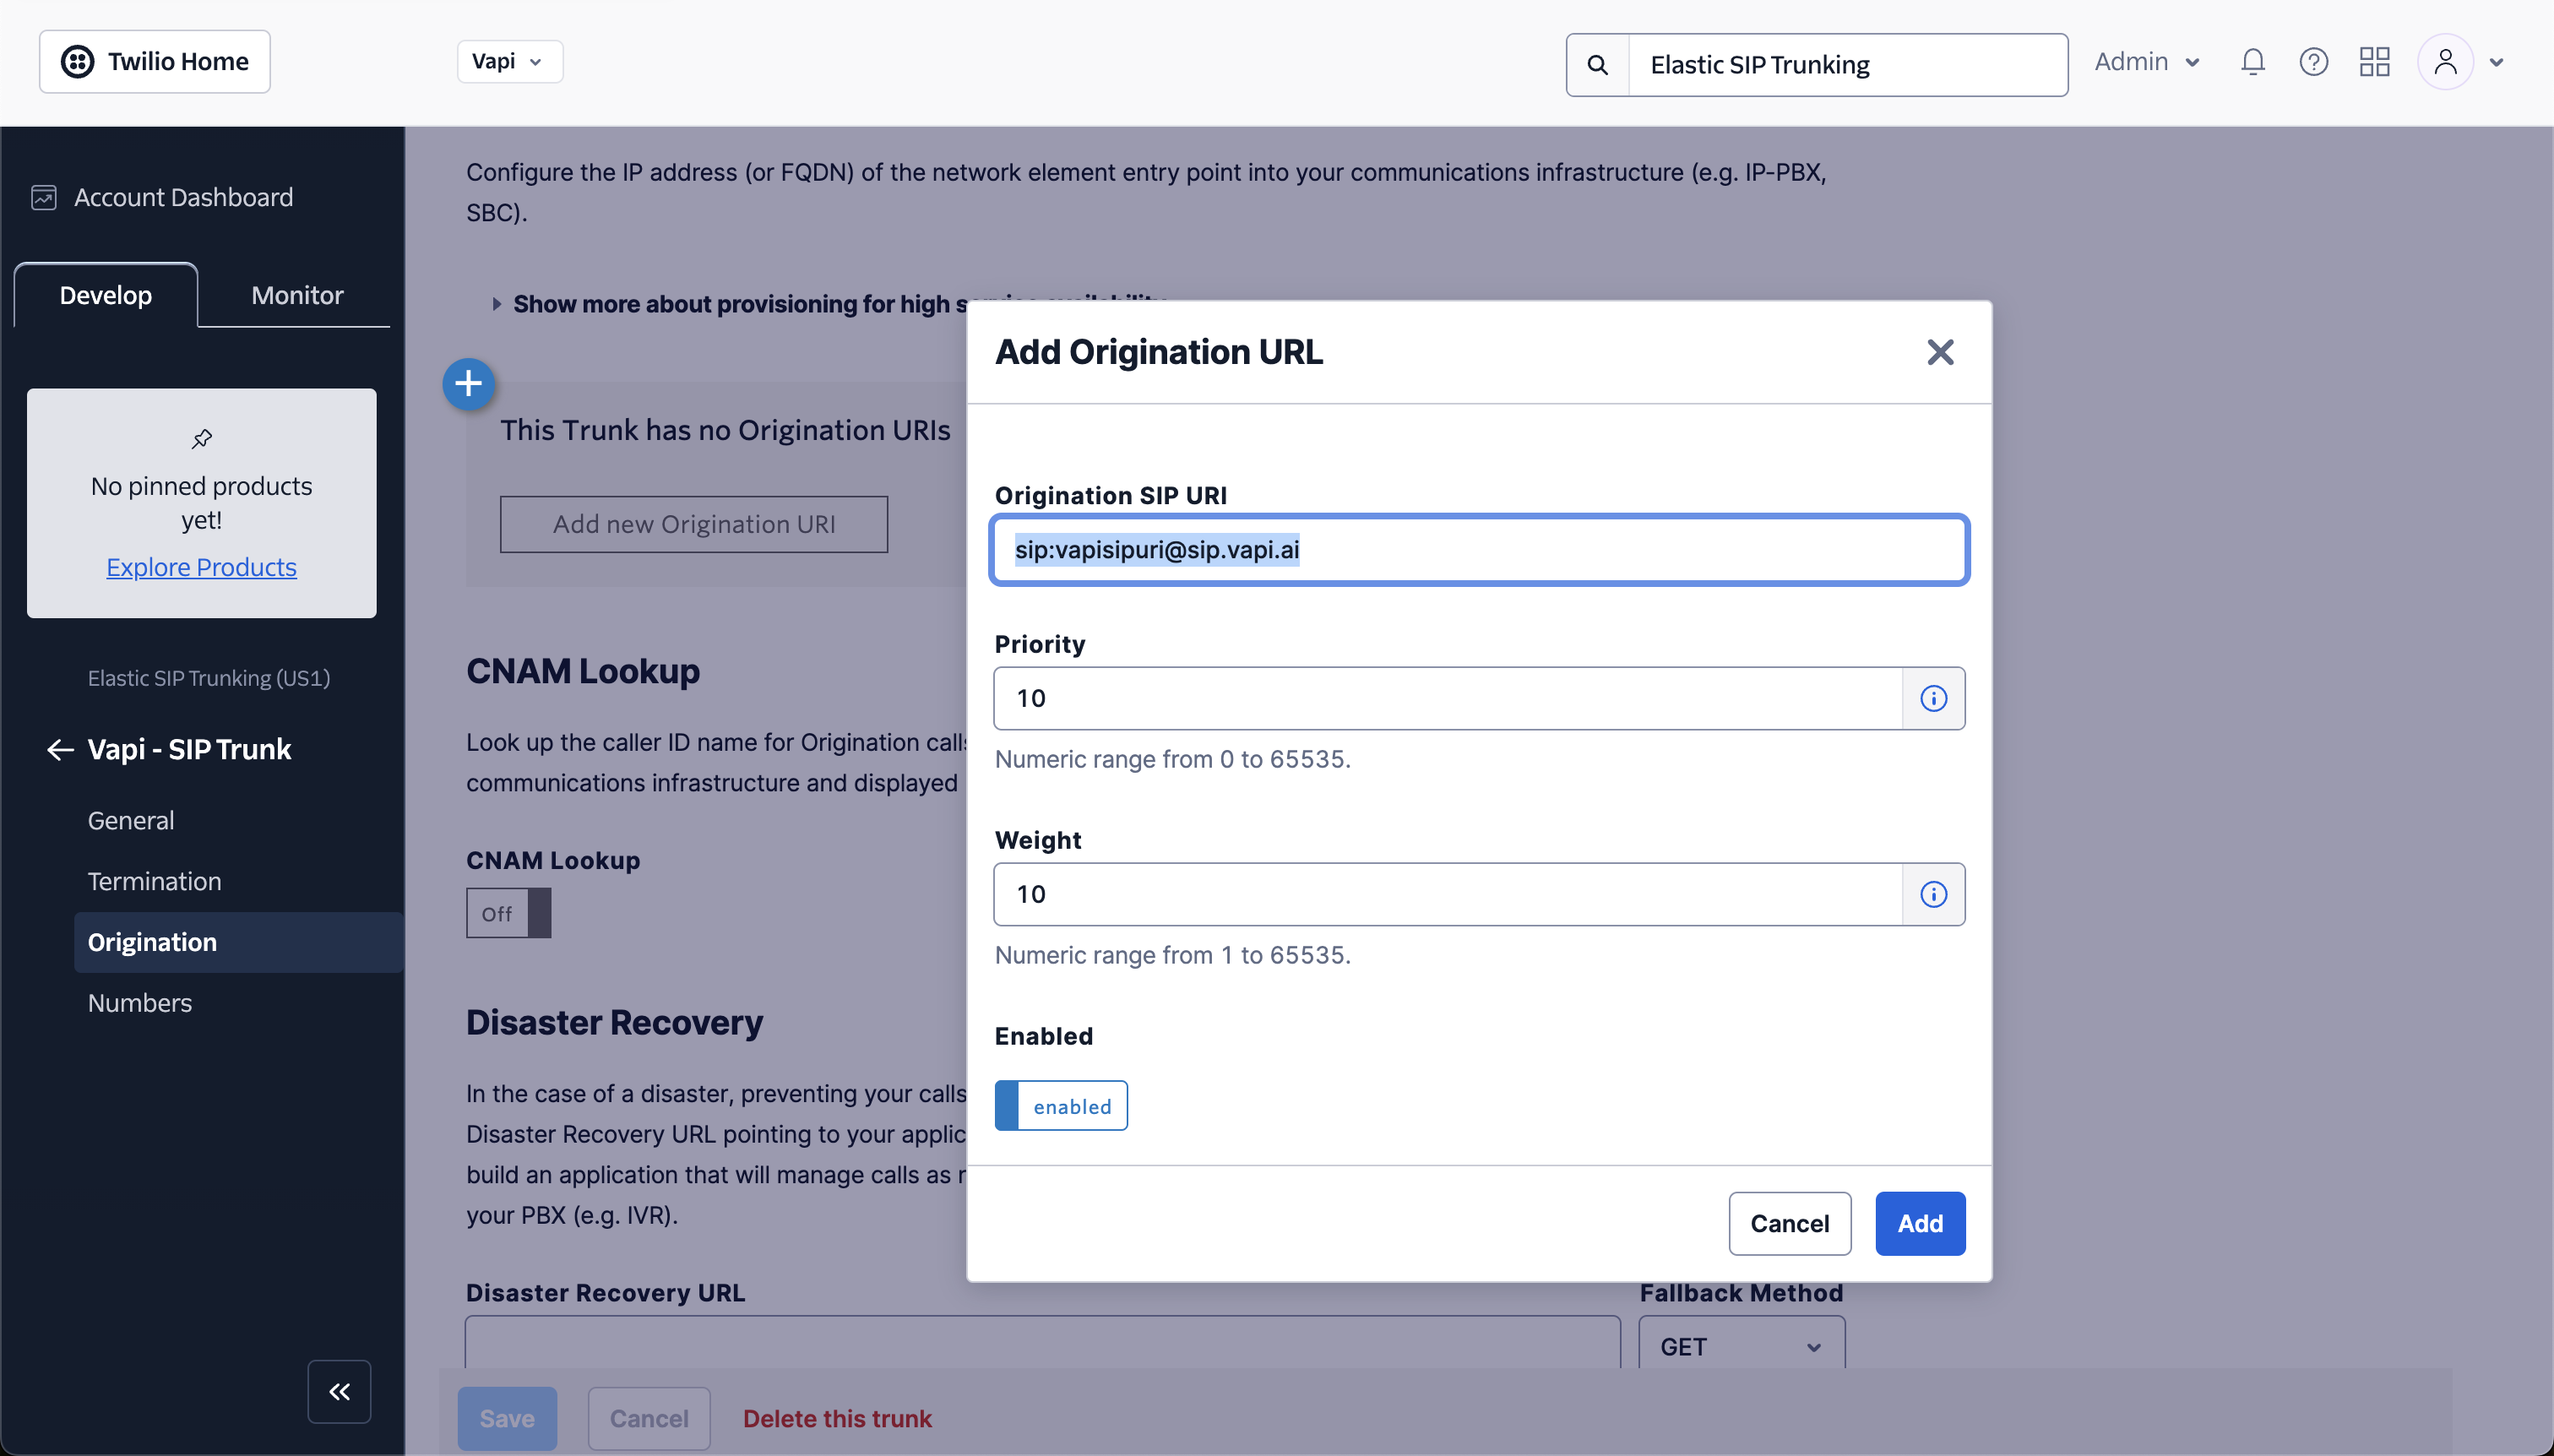 Twilio Home
Vapi
Elastic SIP Trunking
Admin
Account Dashboard
Develop
Monitor
No pinned products
yet!
Explore Products
Elastic SIP Trunking (US1)
Vapi - SIP Trunk
General
Termination
Origination
Numbers
Configure the IP address (or FQDN) of the network element entry point into your communications infrastructure (e.g. IP-PBX,
SBC).
Show more about provisioning for high service availability
This Trunk has no Origination URIs
Add new Origination URI
CNAM Lookup
Look up the caller ID name for Origination calls
communications infrastructure and displayed
CNAM Lookup
Off
Disaster Recovery
In the case of a disaster, preventing your calls
Disaster Recovery URL pointing to your applic
build an application that will manage calls as
your PBX (e.g. IVR).
Disaster Recovery URL
Fallback Method
GET
Save
Cancel
Delete this trunk
Add Origination URL
Origination SIP URI
sip:vapisipuri@sip.vapi.ai
Priority
10
Numeric range from 0 to 65535.
Weight
10
Numeric range from 1 to 65535.
Enabled
enabled
Cancel
Add